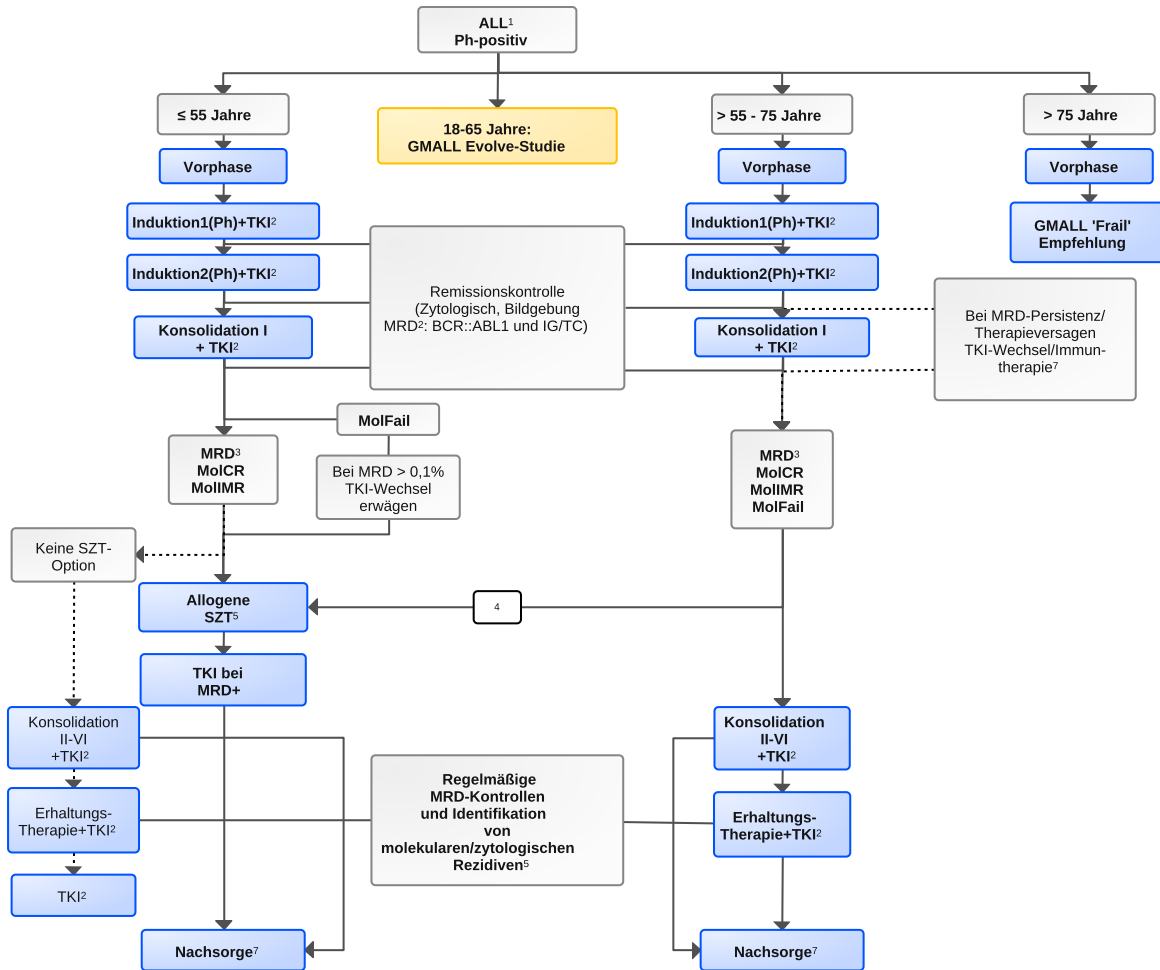 ALL¹
Ph-positiv
≤ 55 Jahre
18-65 Jahre:
GMALL Evolve-Studie
> 55 - 75 Jahre
> 75 Jahre
Vorphase
Vorphase
Vorphase
Induktion1(Ph)+TKI²
Induktion1(Ph)+TKI²
GMALL 'Frail'
Empfehlung
Induktion2(Ph)+TKI²
Induktion2(Ph)+TKI²
Remissionskontrolle
(Zytologisch, Bildgebung
MRD²: BCR::ABL1 und IG/TC)
Konsolidation I
+ TKI²
Konsolidation I
+ TKI²
Bei MRD-Persistenz/
Therapieversagen
TKI-Wechsel/Immun-
therapie⁷
MolFail
MRD³
MolCR
MolIMR
Bei MRD > 0,1%
TKI-Wechsel
erwägen
MRD³
MolCR
MolIMR
MolFail
Keine SZT-
Option
Allogene
SZT⁵
4
TKI bei
MRD+
Konsolidation
II-VI
+TKI²
Konsolidation
II-VI
+TKI²
Regelmäßige
MRD-Kontrollen
und Identifikation
von
molekularen/zytologischen
Rezidiven⁵
Erhaltungs-
Therapie+TKI²
Erhaltungs-
Therapie+TKI²
TKI²
Nachsorge⁷
Nachsorge⁷